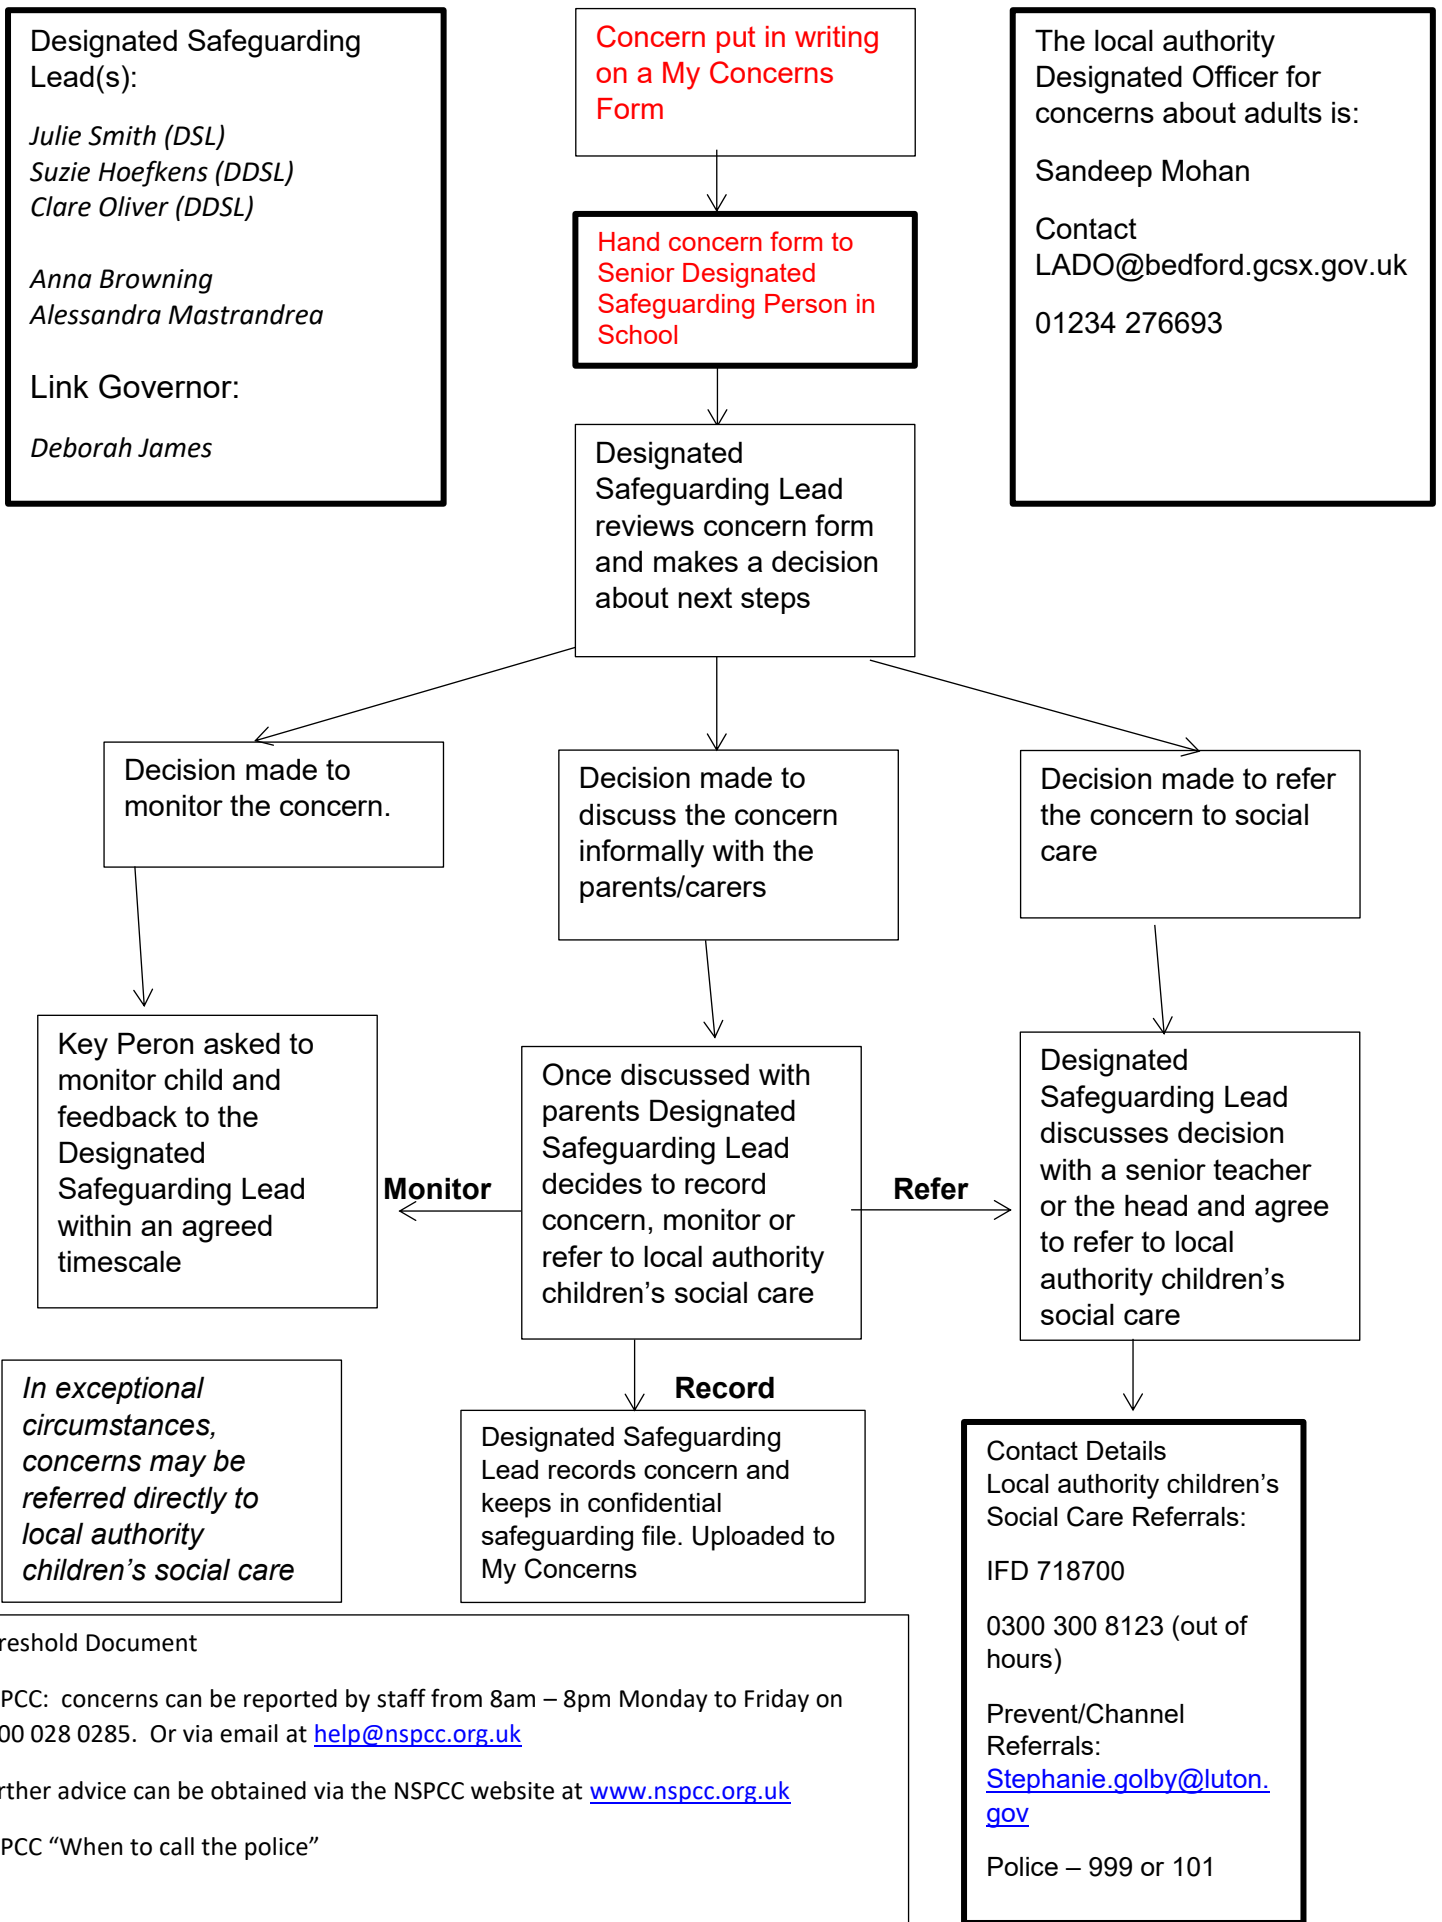 Designated Safeguarding
Lead(s):
Julie Smith (DSL)
Suzie Hoefkens (DDSL)
Clare Oliver (DDSL)
Anna Browning
Alessandra Mastrandrea
Link Governor:
Deborah James
Concern put in writing
on a My Concerns
Form
The local authority
Designated Officer for
concerns about adults is:
Sandeep Mohan
Contact
LADO@bedford.gcsx.gov.uk
01234 276693
Hand concern form to
Senior Designated
Safeguarding Person in
School
Designated
Safeguarding Lead
reviews concern form
and makes a decision
about next steps
Decision made to
monitor the concern.
Decision made to
discuss the concern
informally with the
parents/carers
Decision made to refer
the concern to social
care
Key Peron asked to
monitor child and
feedback to the
Designated
Safeguarding Lead
within an agreed
timescale
Monitor
Once discussed with
parents Designated
Safeguarding Lead
decides to record
concern, monitor or
refer to local authority
children’s social care
Refer
Designated
Safeguarding Lead
discusses decision
with a senior teacher
or the head and agree
to refer to local
authority children’s
social care
In exceptional
circumstances,
concerns may be
referred directly to
local authority
children’s social care
Record
Designated Safeguarding
Lead records concern and
keeps in confidential
safeguarding file. Uploaded to
My Concerns
Contact Details
Local authority children’s
Social Care Referrals:
IFD 718700
0300 300 8123 (out of
hours)
Prevent/Channel
Referrals:
Stephanie.golby@luton.
gov
Police – 999 or 101
reshold Document
PCC: concerns can be reported by staff from 8am – 8pm Monday to Friday on
00 028 0285. Or via email at help@nspcc.org.uk
rther advice can be obtained via the NSPCC website at www.nspcc.org.uk
PCC “When to call the police”